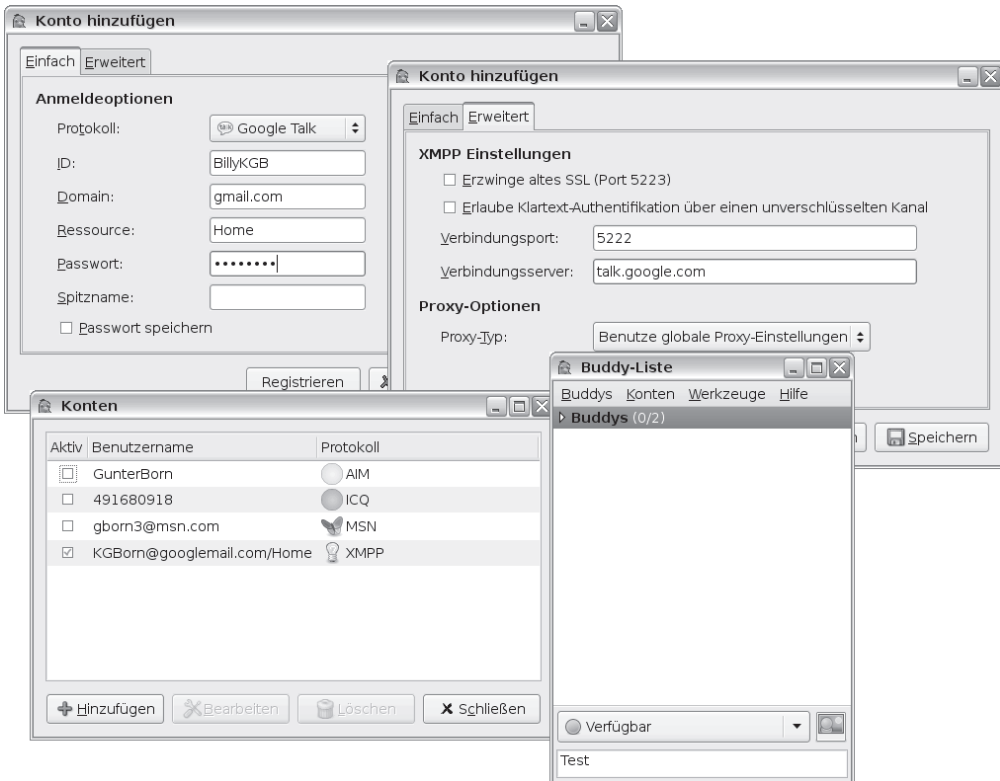 Konto hinzufügen
Einfach Erweitert
Anmeldeoptionen
Protokoll: Google Talk
ID: BillyKGB
Domain: gmail.com
Ressource: Home
Passwort: ••••••••
Spitzname:
Passwort speichern
Registrieren
Konto hinzufügen
Einfach Erweitert
XMPP Einstellungen
Erzwinge altes SSL (Port 5223)
Erlaube Klartext-Authentifikation über einen unverschlüsselten Kanal
Verbindungsport: 5222
Verbindungsserver: talk.google.com
Proxy-Optionen
Proxy-Typ: Benutze globale Proxy-Einstellungen
Speichern
Konten
Aktiv Benutzername Protokoll
GunterBorn AIM
491680918 ICQ
gborn3@msn.com MSN
KGBorn@googlemail.com/Home XMPP
Hinzufügen Bearbeiten Löschen Schließen
Buddy-Liste
Buddys Konten Werkzeuge Hilfe
Buddys (0/2)
Verfügbar
Test